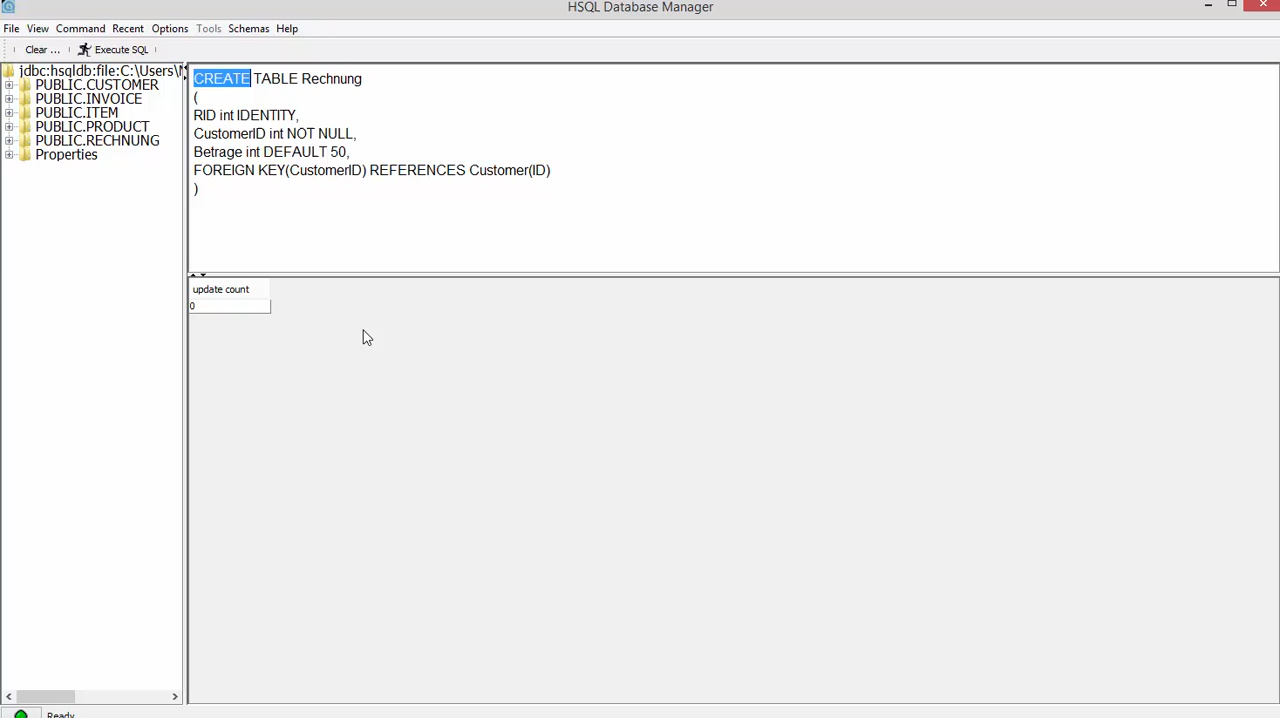 HSQL Database Manager
File View Command Recent Options Tools Schemas Help
Clear ... Execute SQL
jdbc:hsqldb:file:C:\Users\
PUBLIC.CUSTOMER
PUBLIC.INVOICE
PUBLIC.ITEM
PUBLIC.PRODUCT
PUBLIC.RECHNUNG
Properties
CREATE TABLE Rechnung
(
RID int IDENTITY,
CustomerID int NOT NULL,
Betrage int DEFAULT 50,
FOREIGN KEY(CustomerID) REFERENCES Customer(ID)
)
update count
0
Ready